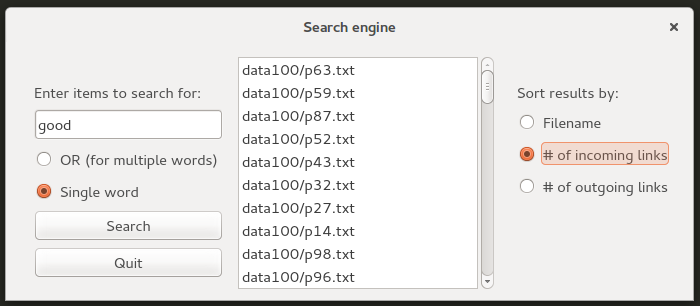 Search engine
Enter items to search for:
good
OR (for multiple words)
Single word
Search
Quit
data100/p63.txt
data100/p59.txt
data100/p87.txt
data100/p52.txt
data100/p43.txt
data100/p32.txt
data100/p27.txt
data100/p14.txt
data100/p98.txt
data100/p96.txt
Sort results by:
Filename
# of incoming links
# of outgoing links